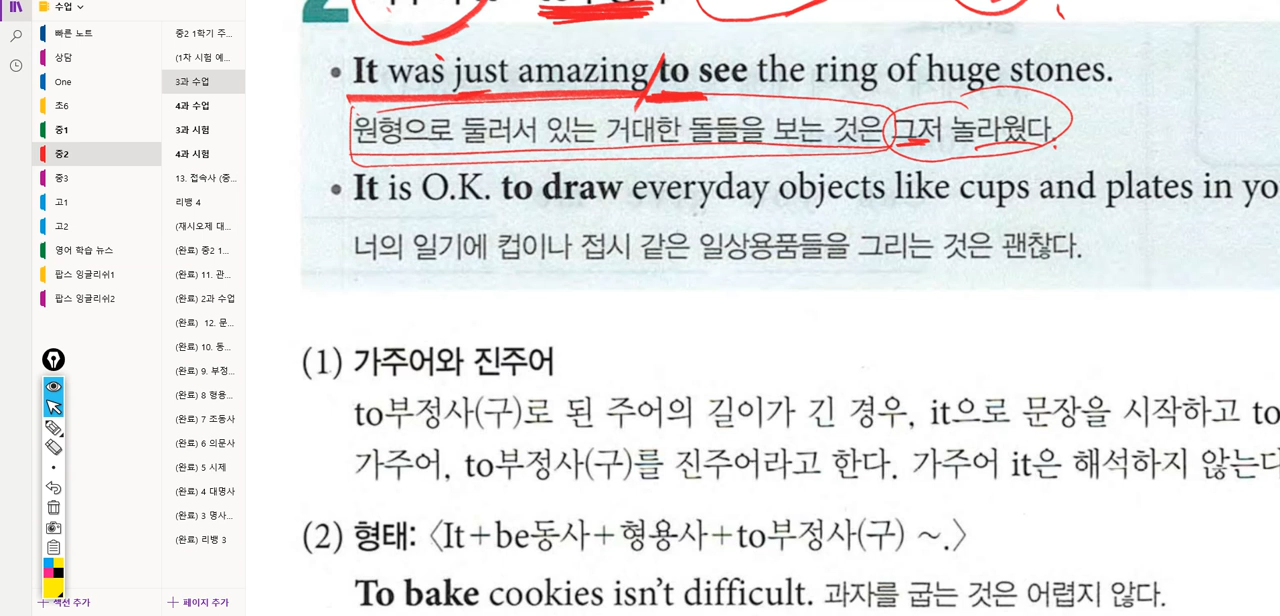 수업
빠른 노트
상담
One
초6
중1
중2
중3
고1
고2
영어 학습 뉴스
팝스 잉글리쉬1
팝스 잉글리쉬2
섹션 추가
중2 1학기 주...
(1차 시험 예...
3과 수업
4과 수업
3과 시험
4과 시험
13. 접속사 (중...
리뱅 4
(재시오제 대...
(완료) 중2 1...
(완료) 11. 관...
(완료) 2과 수업
(완료) 12. 문...
(완료) 10. 동...
(완료) 9. 부정...
(완료) 8 형용...
(완료) 7 조동사
(완료) 6 의문사
(완료) 5 시제
(완료) 4 대명사
(완료) 3 명사...
(완료) 리뱅 3
페이지 추가
• It was just amazing to see the ring of huge stones.
원형으로 둘러서 있는 거대한 돌들을 보는 것은 그저 놀라웠다.
• It is O.K. to draw everyday objects like cups and plates in yo
너의 일기에 컵이나 접시 같은 일상용품들을 그리는 것은 괜찮다.
(1) 가주어와 진주어
to부정사(구)로 된 주어의 길이가 긴 경우, it으로 문장을 시작하고 to
가주어, to부정사(구)를 진주어라고 한다. 가주어 it은 해석하지 않는다
(2) 형태: 〈It+be동사+형용사+to부정사(구) ~.〉
To bake cookies isn't difficult. 과자를 굽는 것은 어렵지 않다.